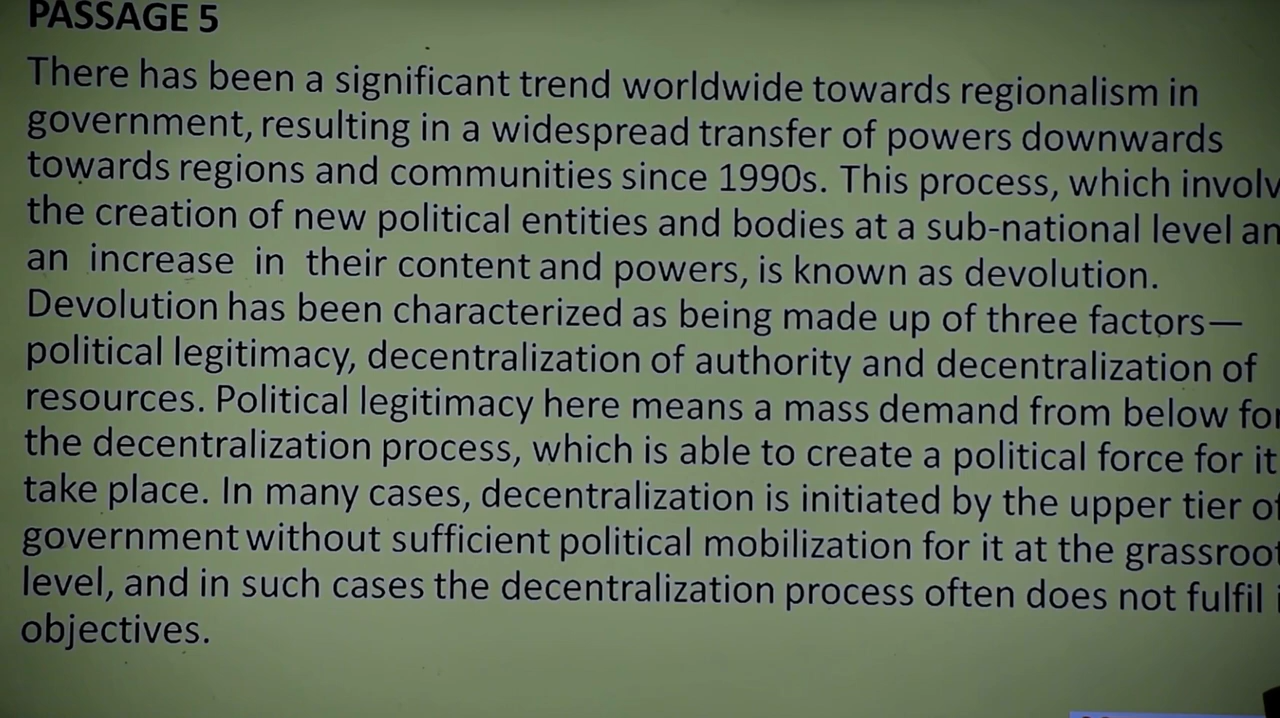 PASSAGE 5
There has been a significant trend worldwide towards regionalism in
government, resulting in a widespread transfer of powers downwards
towards regions and communities since 1990s. This process, which involv
the creation of new political entities and bodies at a sub-national level an
an increase in their content and powers, is known as devolution.
Devolution has been characterized as being made up of three factors—
political legitimacy, decentralization of authority and decentralization of
resources. Political legitimacy here means a mass demand from below for
the decentralization process, which is able to create a political force for it
take place. In many cases, decentralization is initiated by the upper tier of
government without sufficient political mobilization for it at the grassroot
level, and in such cases the decentralization process often does not fulfil
objectives.